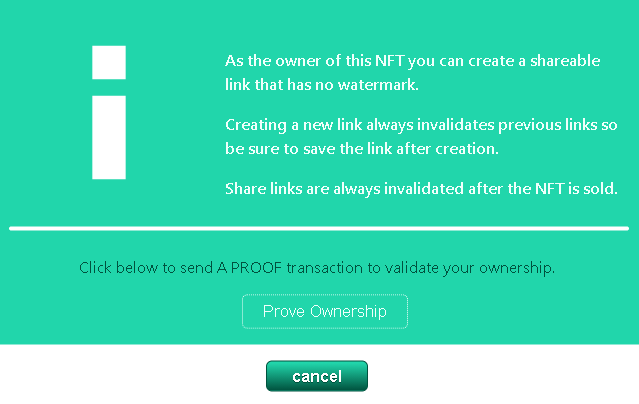 As the owner of this NFT you can create a shareable
link that has no watermark.
Creating a new link always invalidates previous links so
be sure to save the link after creation.
Share links are always invalidated after the NFT is sold.
Click below to send A PROOF transaction to validate your ownership.
Prove Ownership
cancel